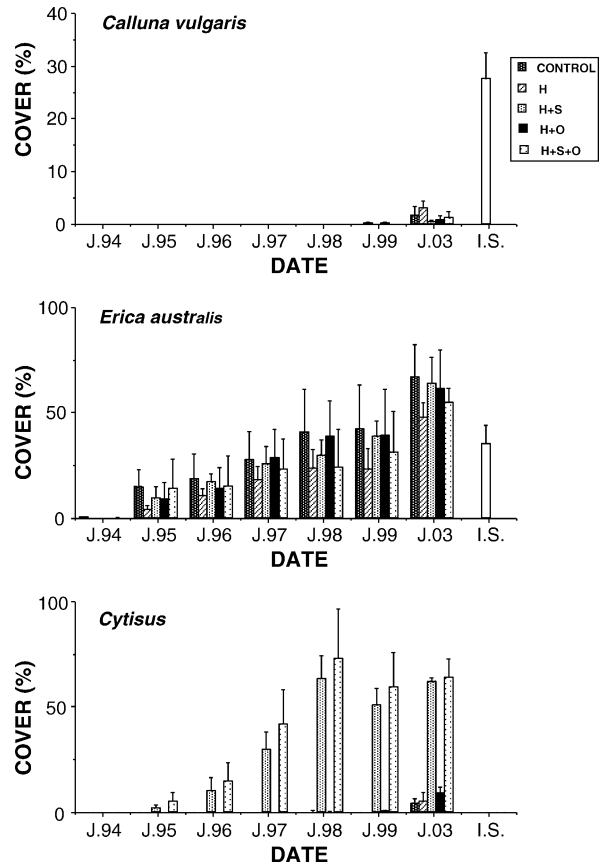 Calluna vulgaris
40
30
20
10
0
COVER (%)
CONTROL
H
H+S
H+O
H+S+O
J.94 J.95 J.96 J.97 J.98 J.99 J.03 I.S.
DATE
Erica australis
100
50
0
COVER (%)
J.94 J.95 J.96 J.97 J.98 J.99 J.03 I.S.
DATE
Cytisus
100
50
0
COVER (%)
J.94 J.95 J.96 J.97 J.98 J.99 J.03 I.S.
DATE